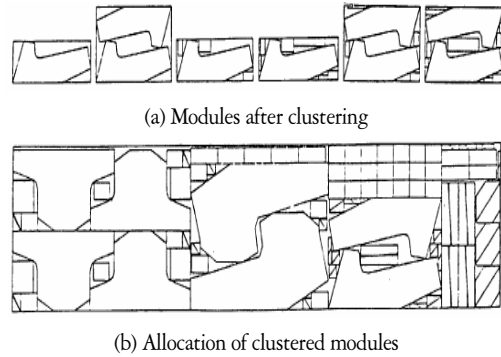 (a) Modules after clustering
(b) Allocation of clustered modules